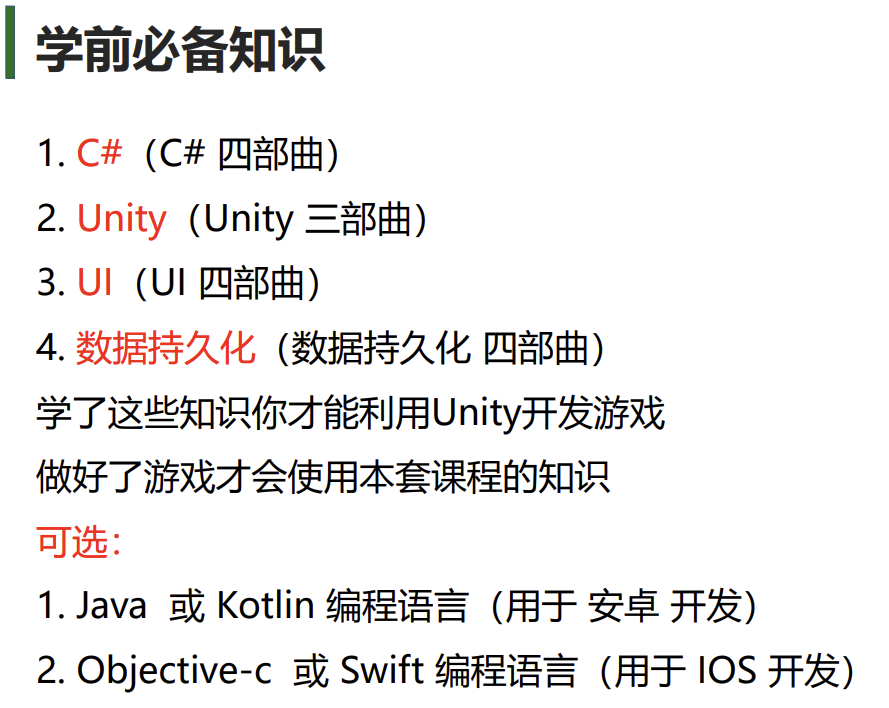 学前必备知识
1. C#（C# 四部曲）
2. Unity（Unity 三部曲）
3. UI（UI 四部曲）
4. 数据持久化（数据持久化 四部曲）
学了这些知识你才能利用Unity开发游戏
做好了游戏才会使用本套课程的知识
可选：
1. Java 或 Kotlin 编程语言（用于 安卓 开发）
2. Objective-c 或 Swift 编程语言（用于 IOS 开发）